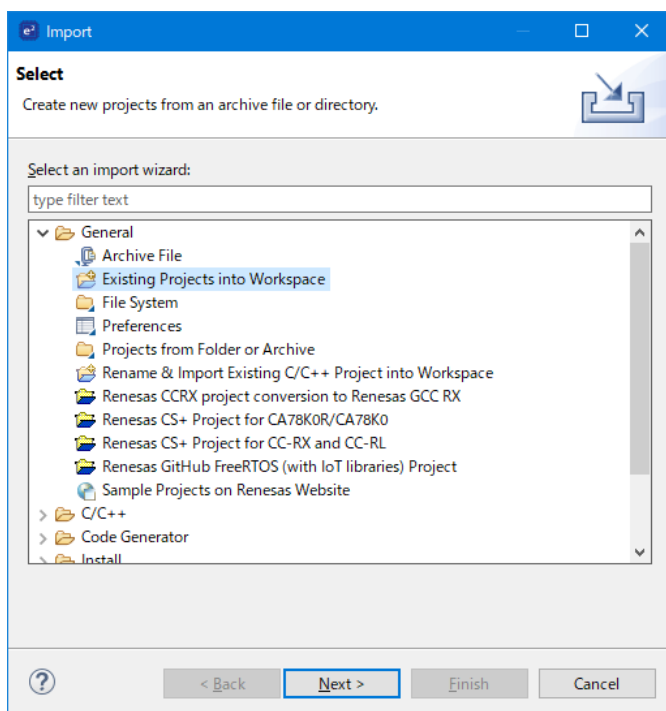 e² Import
Select
Create new projects from an archive file or directory.
Select an import wizard:
type filter text
General
Archive File
Existing Projects into Workspace
File System
Preferences
Projects from Folder or Archive
Rename & Import Existing C/C++ Project into Workspace
Renesas CCRX project conversion to Renesas GCC RX
Renesas CS+ Project for CA78K0R/CA78K0
Renesas CS+ Project for CC-RX and CC-RL
Renesas GitHub FreeRTOS (with IoT libraries) Project
Sample Projects on Renesas Website
C/C++
Code Generator
Install
? < Back Next > Finish Cancel